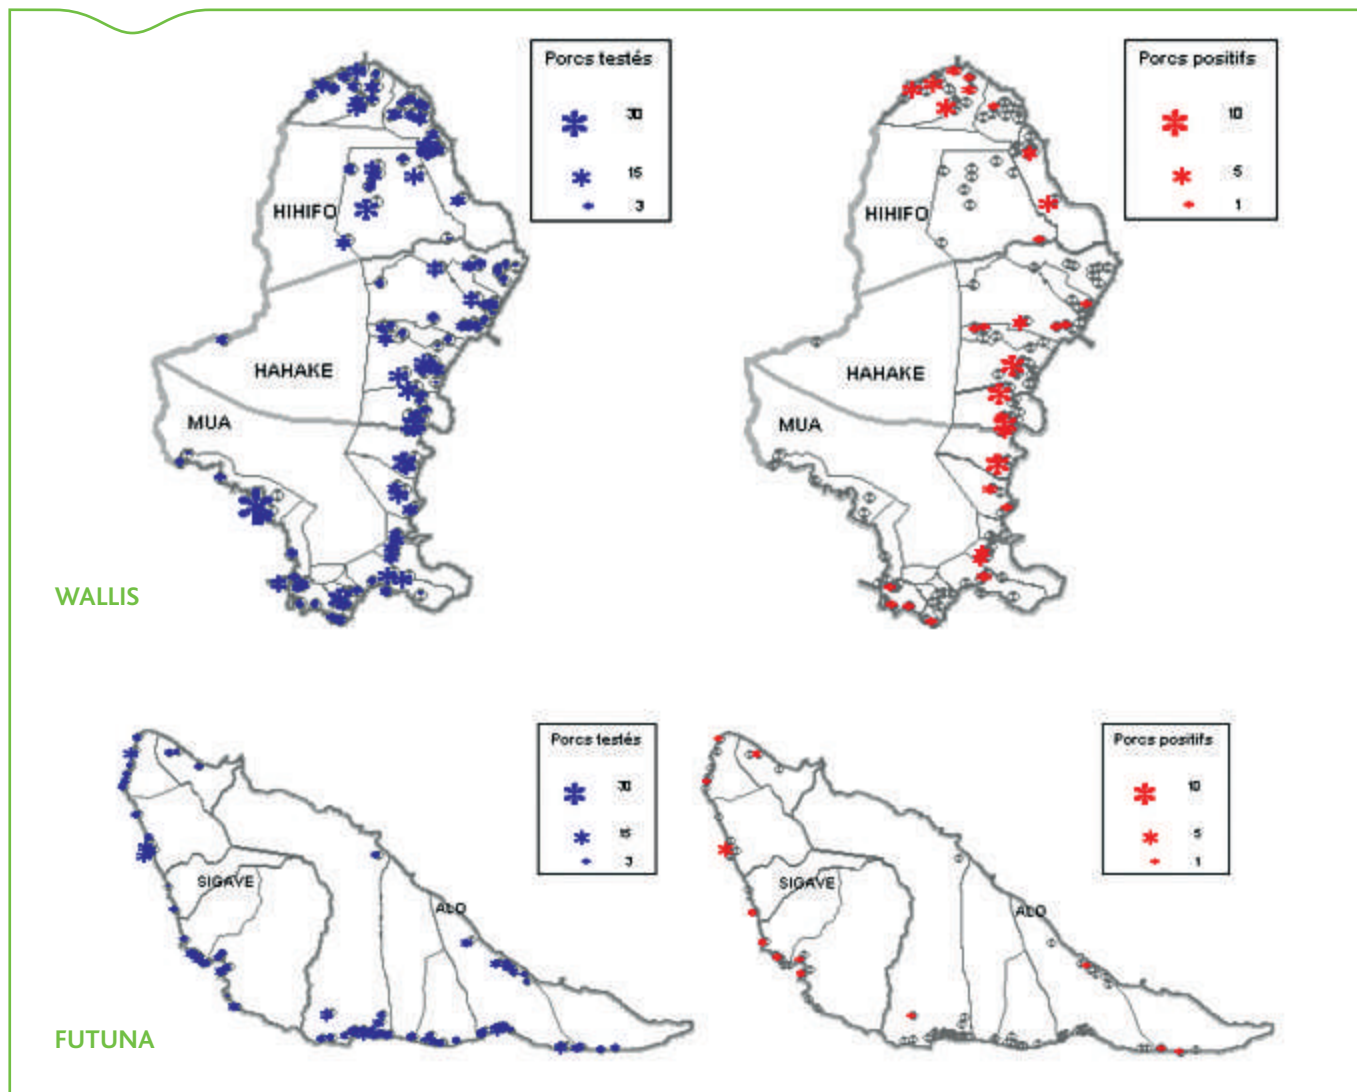 Porcs testés
30
15
3
HIHIFO
HAHAKE
MUA
Porcs positifs
10
5
1
HIHIFO
HAHAKE
MUA
WALLIS
Porcs testés
30
15
3
SIGAVE
ALO
Porcs positifs
10
5
1
SIGAVE
ALO
FUTUNA